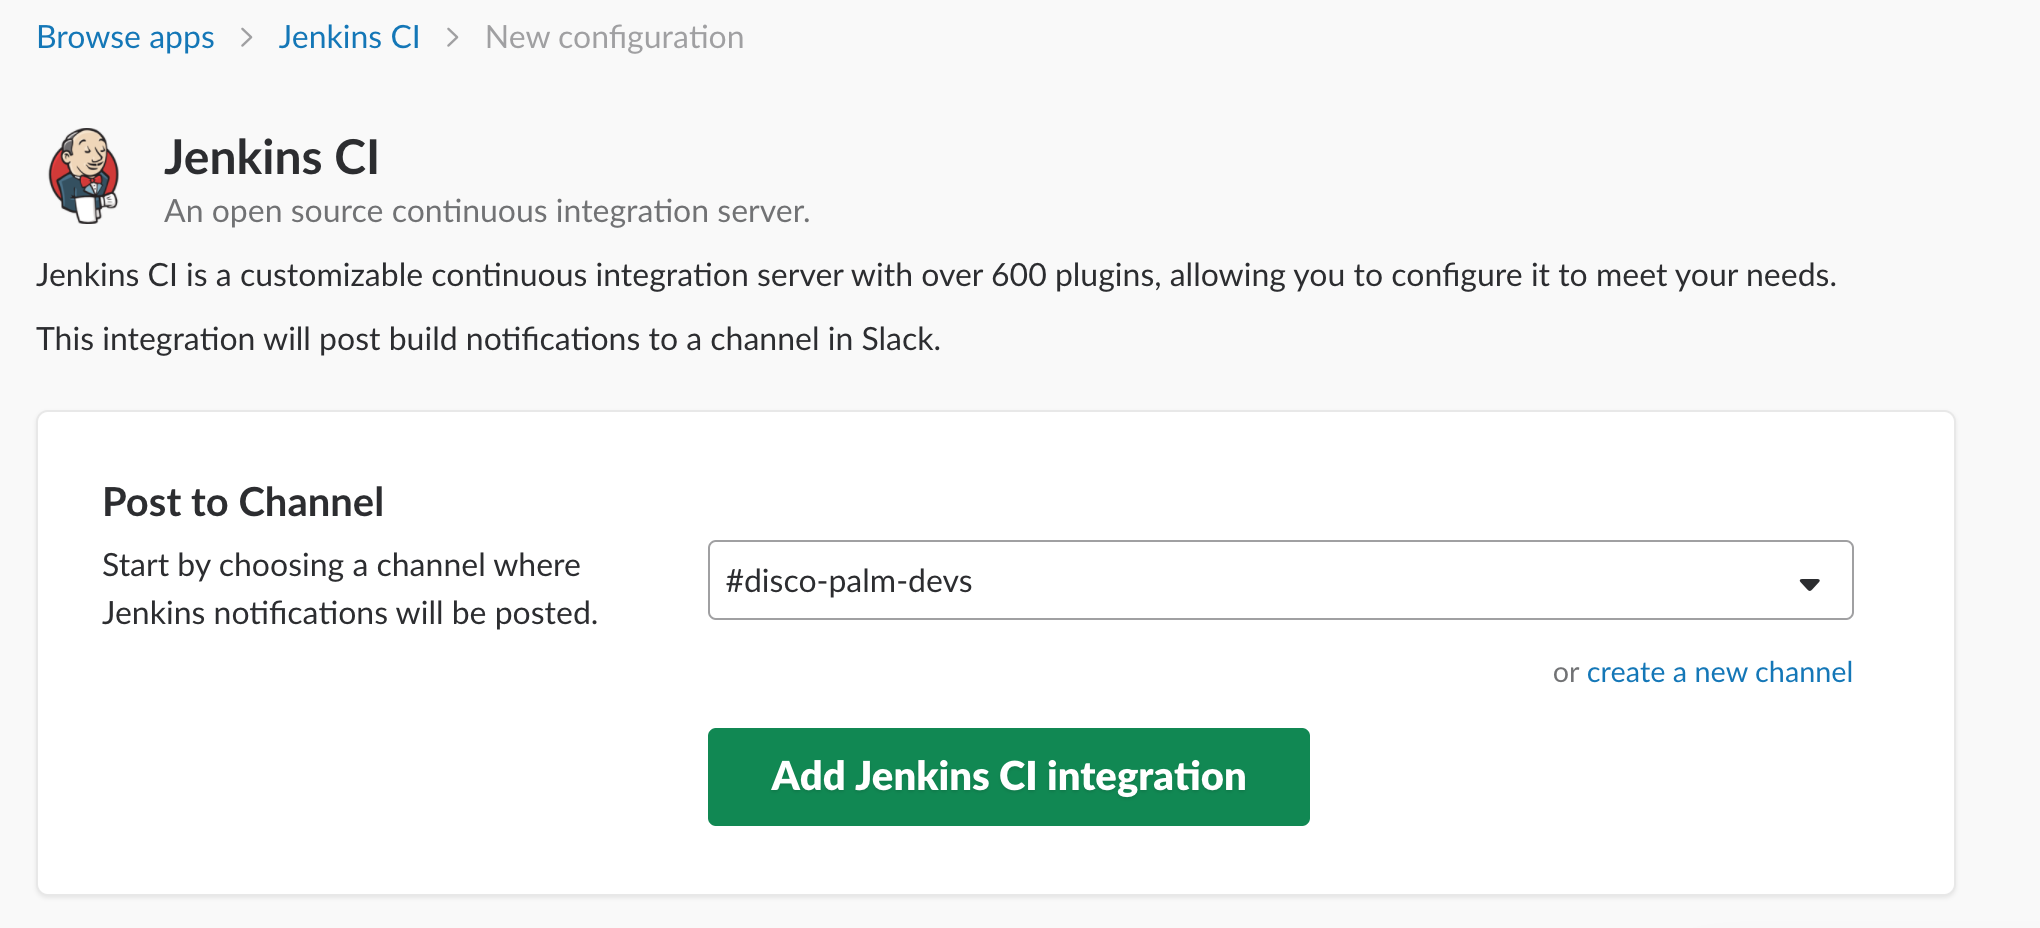 Browse apps > Jenkins CI > New configuration
Jenkins CI
An open source continuous integration server.
Jenkins CI is a customizable continuous integration server with over 600 plugins, allowing you to configure it to meet your needs.
This integration will post build notifications to a channel in Slack.
Post to Channel
Start by choosing a channel where
Jenkins notifications will be posted.
#disco-palm-devs
or create a new channel
Add Jenkins CI integration